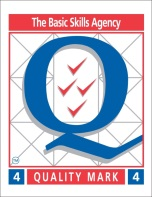 The Basic Skills Agency
Q
4 QUALITY MARK 4